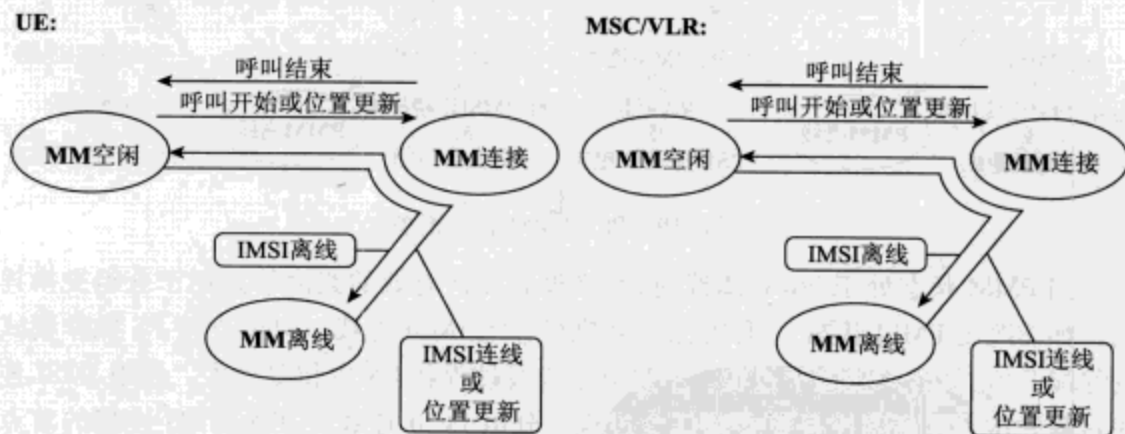 UE:
呼叫结束
呼叫开始或位置更新
MM空闲
MM连接
IMSI离线
MM离线
IMSI连线
或
位置更新
MSC/VLR:
呼叫结束
呼叫开始或位置更新
MM空闲
MM连接
IMSI离线
MM离线
IMSI连线
或
位置更新